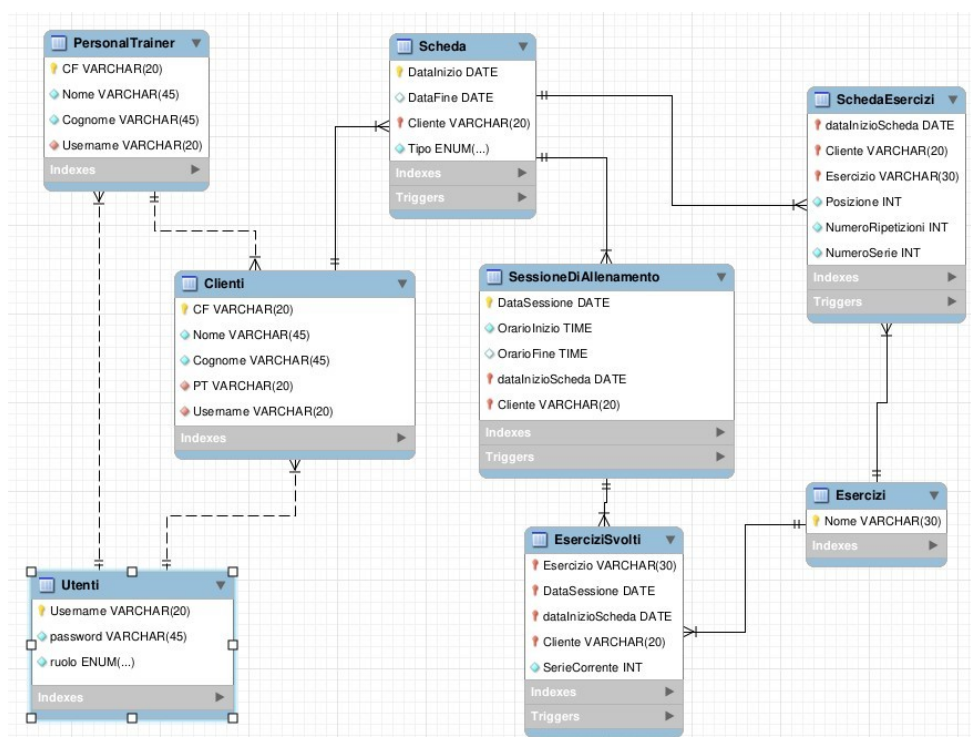 PersonalTrainer
CF VARCHAR(20)
Nome VARCHAR(45)
Cognome VARCHAR(45)
Username VARCHAR(20)
Indexes
Scheda
DataInizio DATE
DataFine DATE
Cliente VARCHAR(20)
Tipo ENUM(...)
Indexes
Triggers
SchedaEsercizi
dataInizioScheda DATE
Cliente VARCHAR(20)
Esercizio VARCHAR(30)
Posizione INT
NumeroRipetizioni INT
NumeroSerie INT
Indexes
Triggers
Clienti
CF VARCHAR(20)
Nome VARCHAR(45)
Cognome VARCHAR(45)
PT VARCHAR(20)
Username VARCHAR(20)
Indexes
SessioneDiAllenamento
DataSessione DATE
OrarioInizio TIME
OrarioFine TIME
dataInizioScheda DATE
Cliente VARCHAR(20)
Indexes
Triggers
Esercizi
Nome VARCHAR(30)
Indexes
EserciziSvolti
Esercizio VARCHAR(30)
DataSessione DATE
dataInizioScheda DATE
Cliente VARCHAR(20)
SerieCorrente INT
Indexes
Triggers
Utenti
Username VARCHAR(20)
password VARCHAR(45)
ruolo ENUM(...)
Indexes